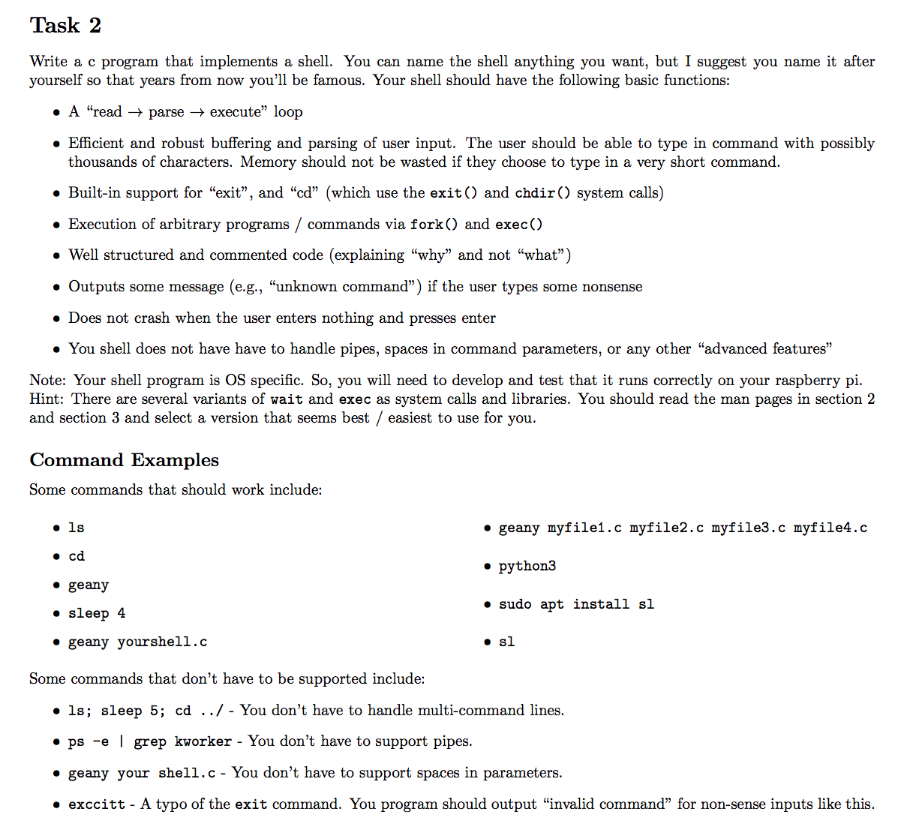 Task 2
Write a c program that implements a shell. You can name the shell anything you want, but I suggest you name it after
yourself so that years from now you'll be famous. Your shell should have the following basic functions:
• A “read → parse → execute” loop
• Efficient and robust buffering and parsing of user input. The user should be able to type in command with possibly
thousands of characters. Memory should not be wasted if they choose to type in a very short command.
• Built-in support for “exit”, and “cd” (which use the exit() and chdir() system calls)
• Execution of arbitrary programs / commands via fork() and exec()
• Well structured and commented code (explaining “why” and not “what”)
• Outputs some message (e.g., “unknown command”) if the user types some nonsense
• Does not crash when the user enters nothing and presses enter
• You shell does not have have to handle pipes, spaces in command parameters, or any other “advanced features”
Note: Your shell program is OS specific. So, you will need to develop and test that it runs correctly on your raspberry pi.
Hint: There are several variants of wait and exec as system calls and libraries. You should read the man pages in section 2
and section 3 and select a version that seems best / easiest to use for you.
Command Examples
Some commands that should work include:
• ls
• cd
• geany
• sleep 4
• geany yourshell.c
• geany myfile1.c myfile2.c myfile3.c myfile4.c
• python3
• sudo apt install sl
• sl
Some commands that don't have to be supported include:
• ls; sleep 5; cd ../ - You don't have to handle multi-command lines.
• ps -e | grep kworker - You don't have to support pipes.
• geany your shell.c - You don't have to support spaces in parameters.
• exccitt - A typo of the exit command. You program should output “invalid command” for non-sense inputs like this.